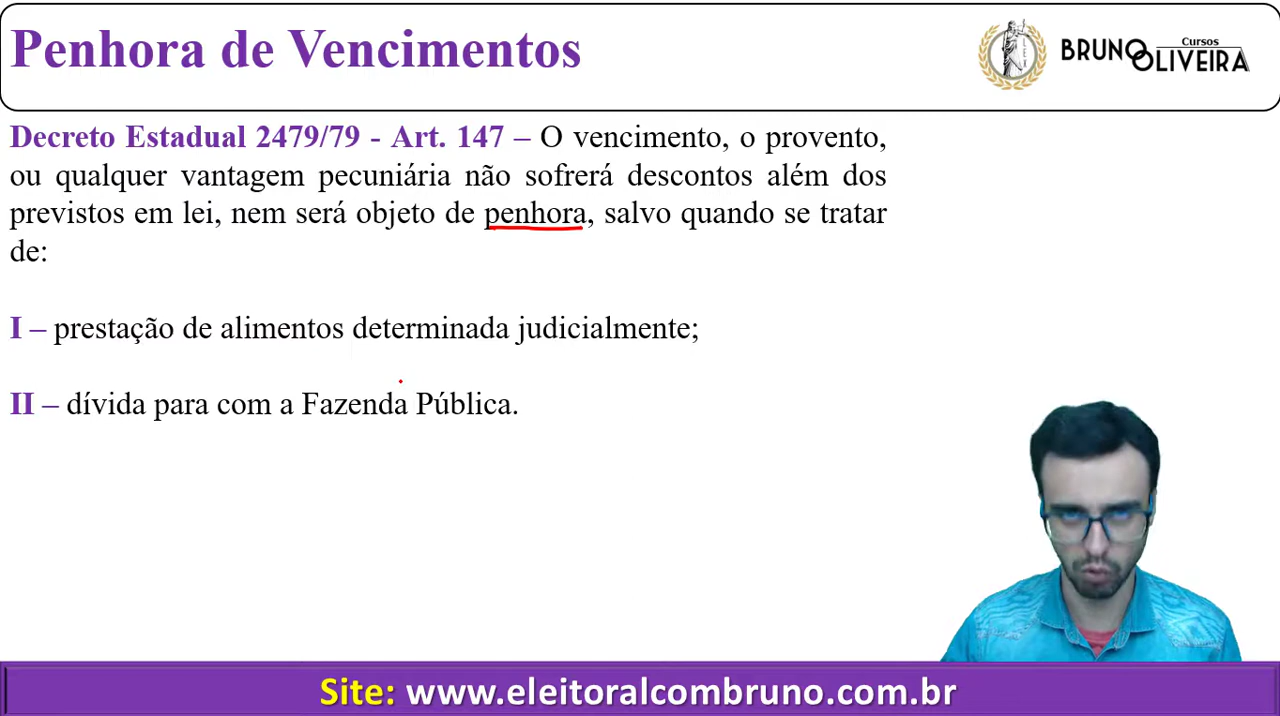 Penhora de Vencimentos
Cursos
BRUNO OLIVEIRA
Decreto Estadual 2479/79 - Art. 147 – O vencimento, o provento,
ou qualquer vantagem pecuniária não sofrerá descontos além dos
previstos em lei, nem será objeto de penhora, salvo quando se tratar
de:
I – prestação de alimentos determinada judicialmente;
II – dívida para com a Fazenda Pública.
Site: www.eleitoralcombruno.com.br